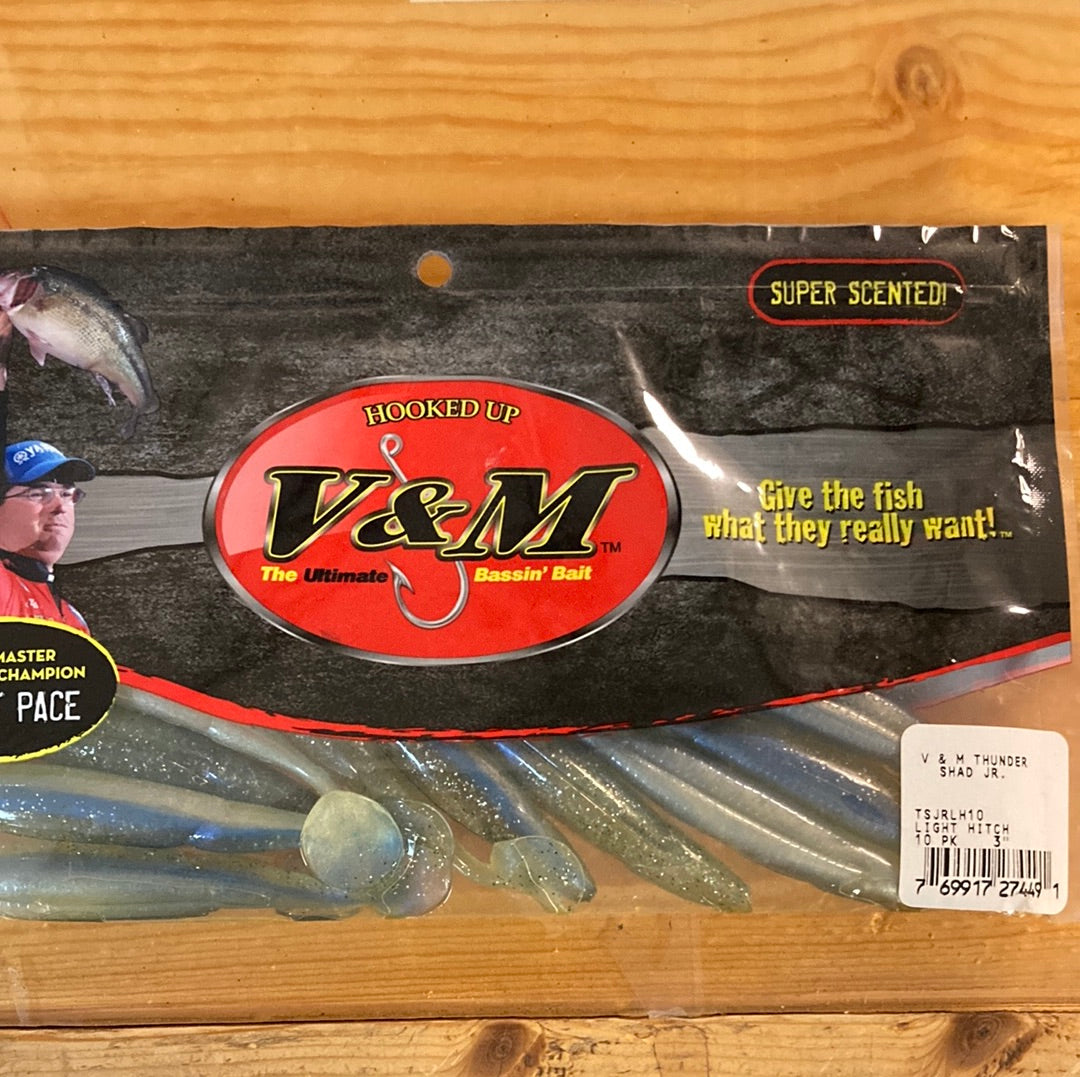 SUPER SCENTED!
HOOKED UP
V&M™
The Ultimate Bassin' Bait
Give the fish
what they really want!™
MASTER
CHAMPION
PACE
V & M THUNDER
SHAD JR.
TSJRLH10
LIGHT HITCH
10 PK 3"
7 69917 27449 1